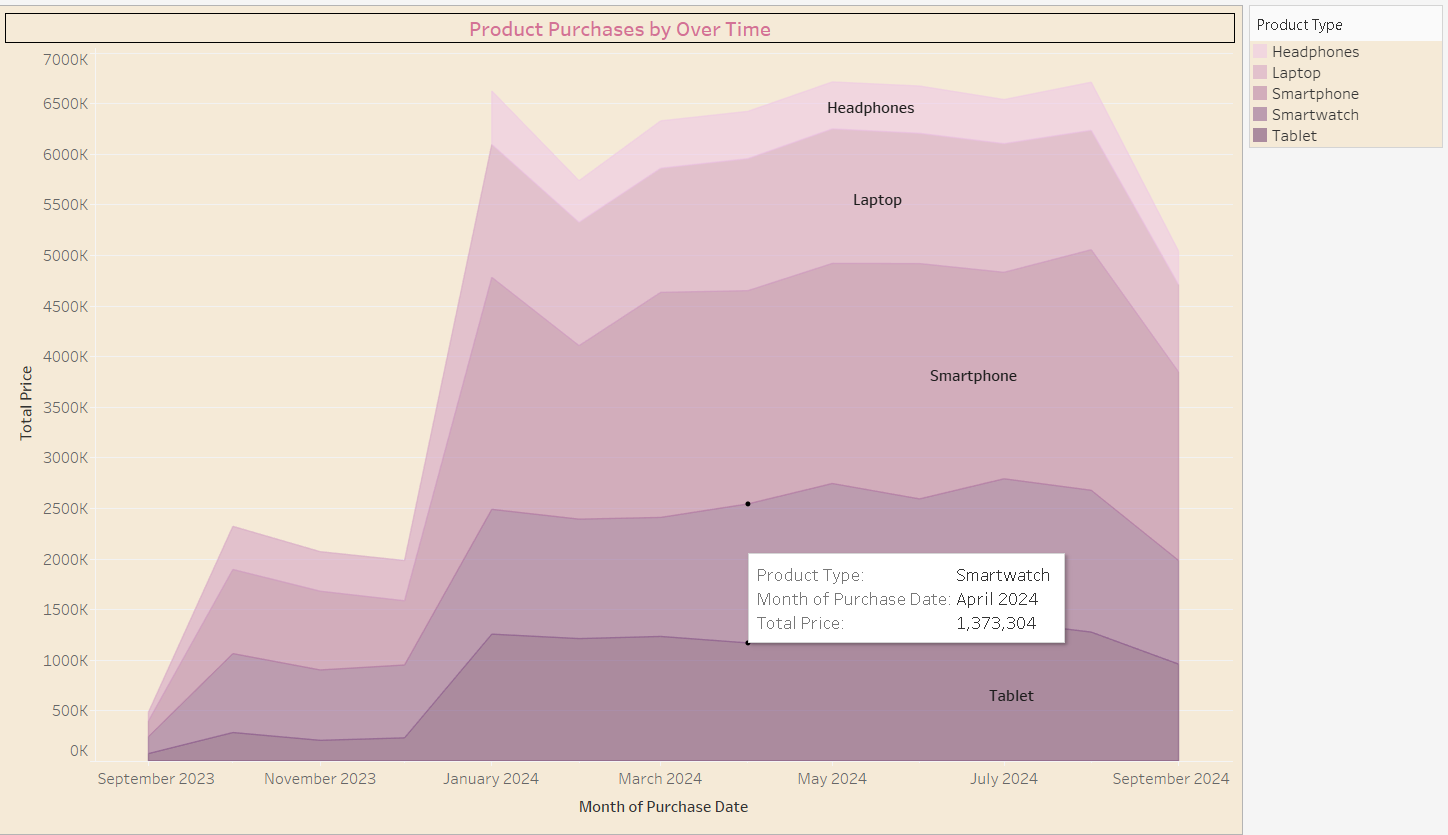 Product Purchases by Over Time
Product Type
Headphones
Laptop
Smartphone
Smartwatch
Tablet
Total Price
7000K
6500K
6000K
5500K
5000K
4500K
4000K
3500K
3000K
2500K
2000K
1500K
1000K
500K
0K
Headphones
Laptop
Smartphone
Product Type: Smartwatch
Month of Purchase Date: April 2024
Total Price: 1,373,304
Tablet
September 2023 November 2023 January 2024 March 2024 May 2024 July 2024 September 2024
Month of Purchase Date